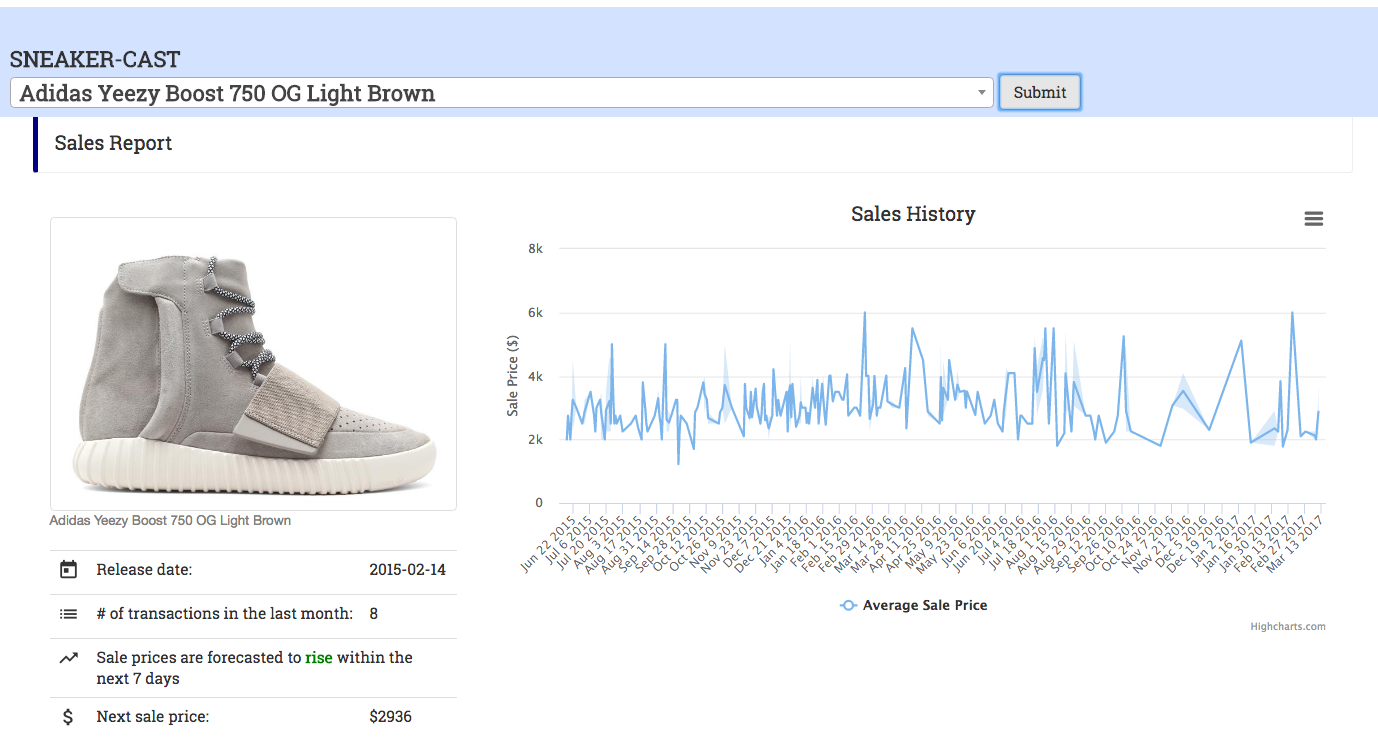 SNEAKER-CAST
Adidas Yeezy Boost 750 OG Light Brown
Submit
Sales Report
Adidas Yeezy Boost 750 OG Light Brown
Release date: 2015-02-14
# of transactions in the last month: 8
Sale prices are forecasted to rise within the
next 7 days
Next sale price: $2936
Sales History
Sale Price ($)
8k
6k
4k
2k
0
Jun 22 2015
Jul 6 2015
Jul 20 2015
Aug 3 2015
Aug 17 2015
Aug 31 2015
Sep 14 2015
Sep 28 2015
Oct 12 2015
Oct 26 2015
Nov 9 2015
Nov 23 2015
Dec 7 2015
Dec 21 2015
Jan 4 2016
Jan 18 2016
Feb 1 2016
Feb 15 2016
Feb 29 2016
Mar 14 2016
Mar 28 2016
Apr 11 2016
Apr 25 2016
May 9 2016
May 23 2016
Jun 6 2016
Jun 20 2016
Jul 4 2016
Jul 18 2016
Aug 1 2016
Aug 15 2016
Aug 29 2016
Sep 12 2016
Sep 26 2016
Oct 10 2016
Oct 24 2016
Nov 7 2016
Nov 21 2016
Dec 5 2016
Dec 19 2016
Jan 2 2017
Jan 16 2017
Jan 30 2017
Feb 13 2017
Feb 27 2017
Mar 13 2017
Average Sale Price
Highcharts.com